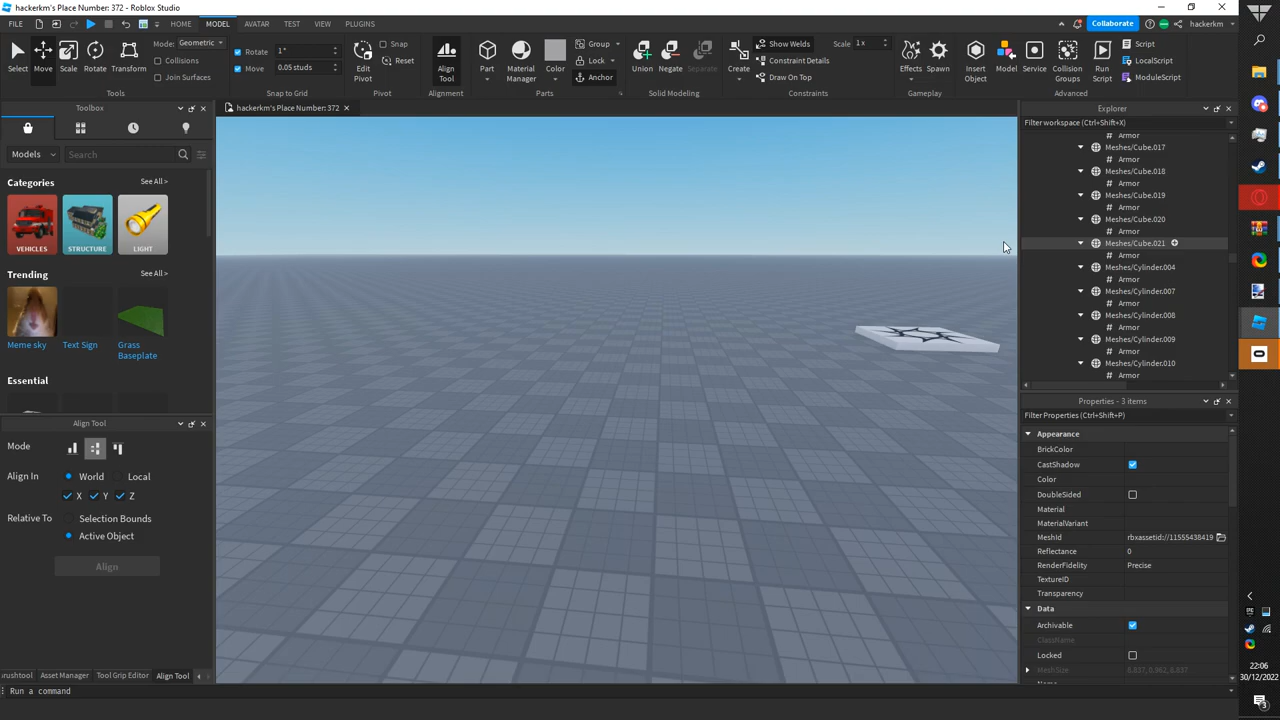 hackerkm's Place Number: 372 - Roblox Studio
FILE
HOME
MODEL
AVATAR
TEST
VIEW
PLUGINS
Collaborate
hackerkm
Select
Move
Scale
Rotate
Transform
Mode: Geometric
Collisions
Join Surfaces
Tools
Rotate 1°
Move 0.05 studs
Snap to Grid
Edit Pivot
Snap
Reset
Pivot
Align Tool
Alignment
Part
Material Manager
Color
Group
Lock
Anchor
Parts
Union
Negate
Separate
Solid Modeling
Create
Show Welds
Constraint Details
Draw On Top
Scale 1x
Constraints
Effects
Spawn
Gameplay
Insert Object
Model
Service
Collision Groups
Run Script
Script
LocalScript
ModuleScript
Advanced
Toolbox
Models
Search
Categories
See All >
VEHICLES
STRUCTURE
LIGHT
Trending
See All >
Meme sky
Text Sign
Grass Baseplate
Essential
Align Tool
Mode
Align In
World
Local
X
Y
Z
Relative To
Selection Bounds
Active Object
Align
rushtool
Asset Manager
Tool Grip Editor
Align Tool
Run a command
hackerkm's Place Number: 372
Explorer
Filter workspace (Ctrl+Shift+X)
Armor
Meshes/Cube.017
Armor
Meshes/Cube.018
Armor
Meshes/Cube.019
Armor
Meshes/Cube.020
Armor
Meshes/Cube.021
Armor
Meshes/Cylinder.004
Armor
Meshes/Cylinder.007
Armor
Meshes/Cylinder.008
Armor
Meshes/Cylinder.009
Armor
Meshes/Cylinder.010
Armor
Properties - 3 items
Filter Properties (Ctrl+Shift+P)
Appearance
BrickColor
CastShadow
Color
DoubleSided
Material
MaterialVariant
MeshId rbxassetid://11555438419
Reflectance 0
RenderFidelity Precise
TextureID
Transparency
Data
Archivable
ClassName
Locked
MeshSize
22:06
30/12/2022